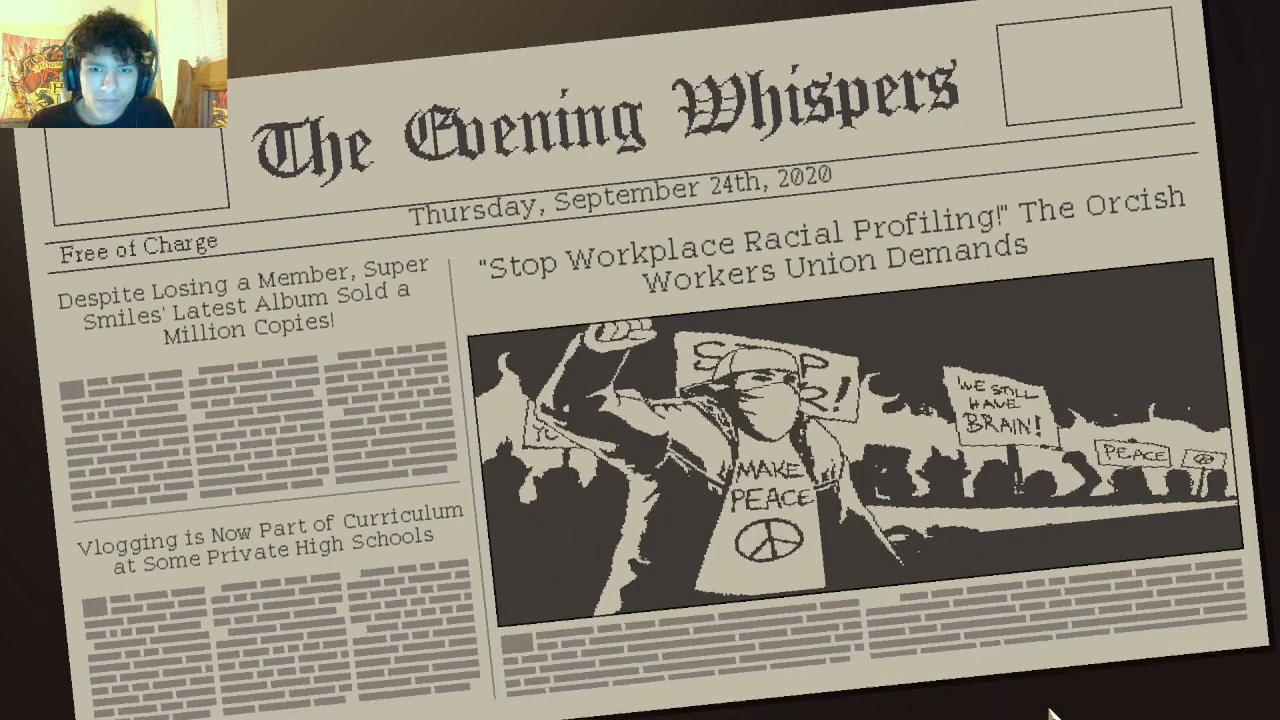 The Evening Whispers
Thursday, September 24th, 2020
Free of Charge
Despite Losing a Member, Super
Smiles' Latest Album Sold a
Million Copies!
Vlogging is Now Part of Curriculum
at Some Private High Schools
"Stop Workplace Racial Profiling!" The Orcish
Workers Union Demands
WE STILL
HAVE
BRAIN!
PEACE
MAKE
PEACE